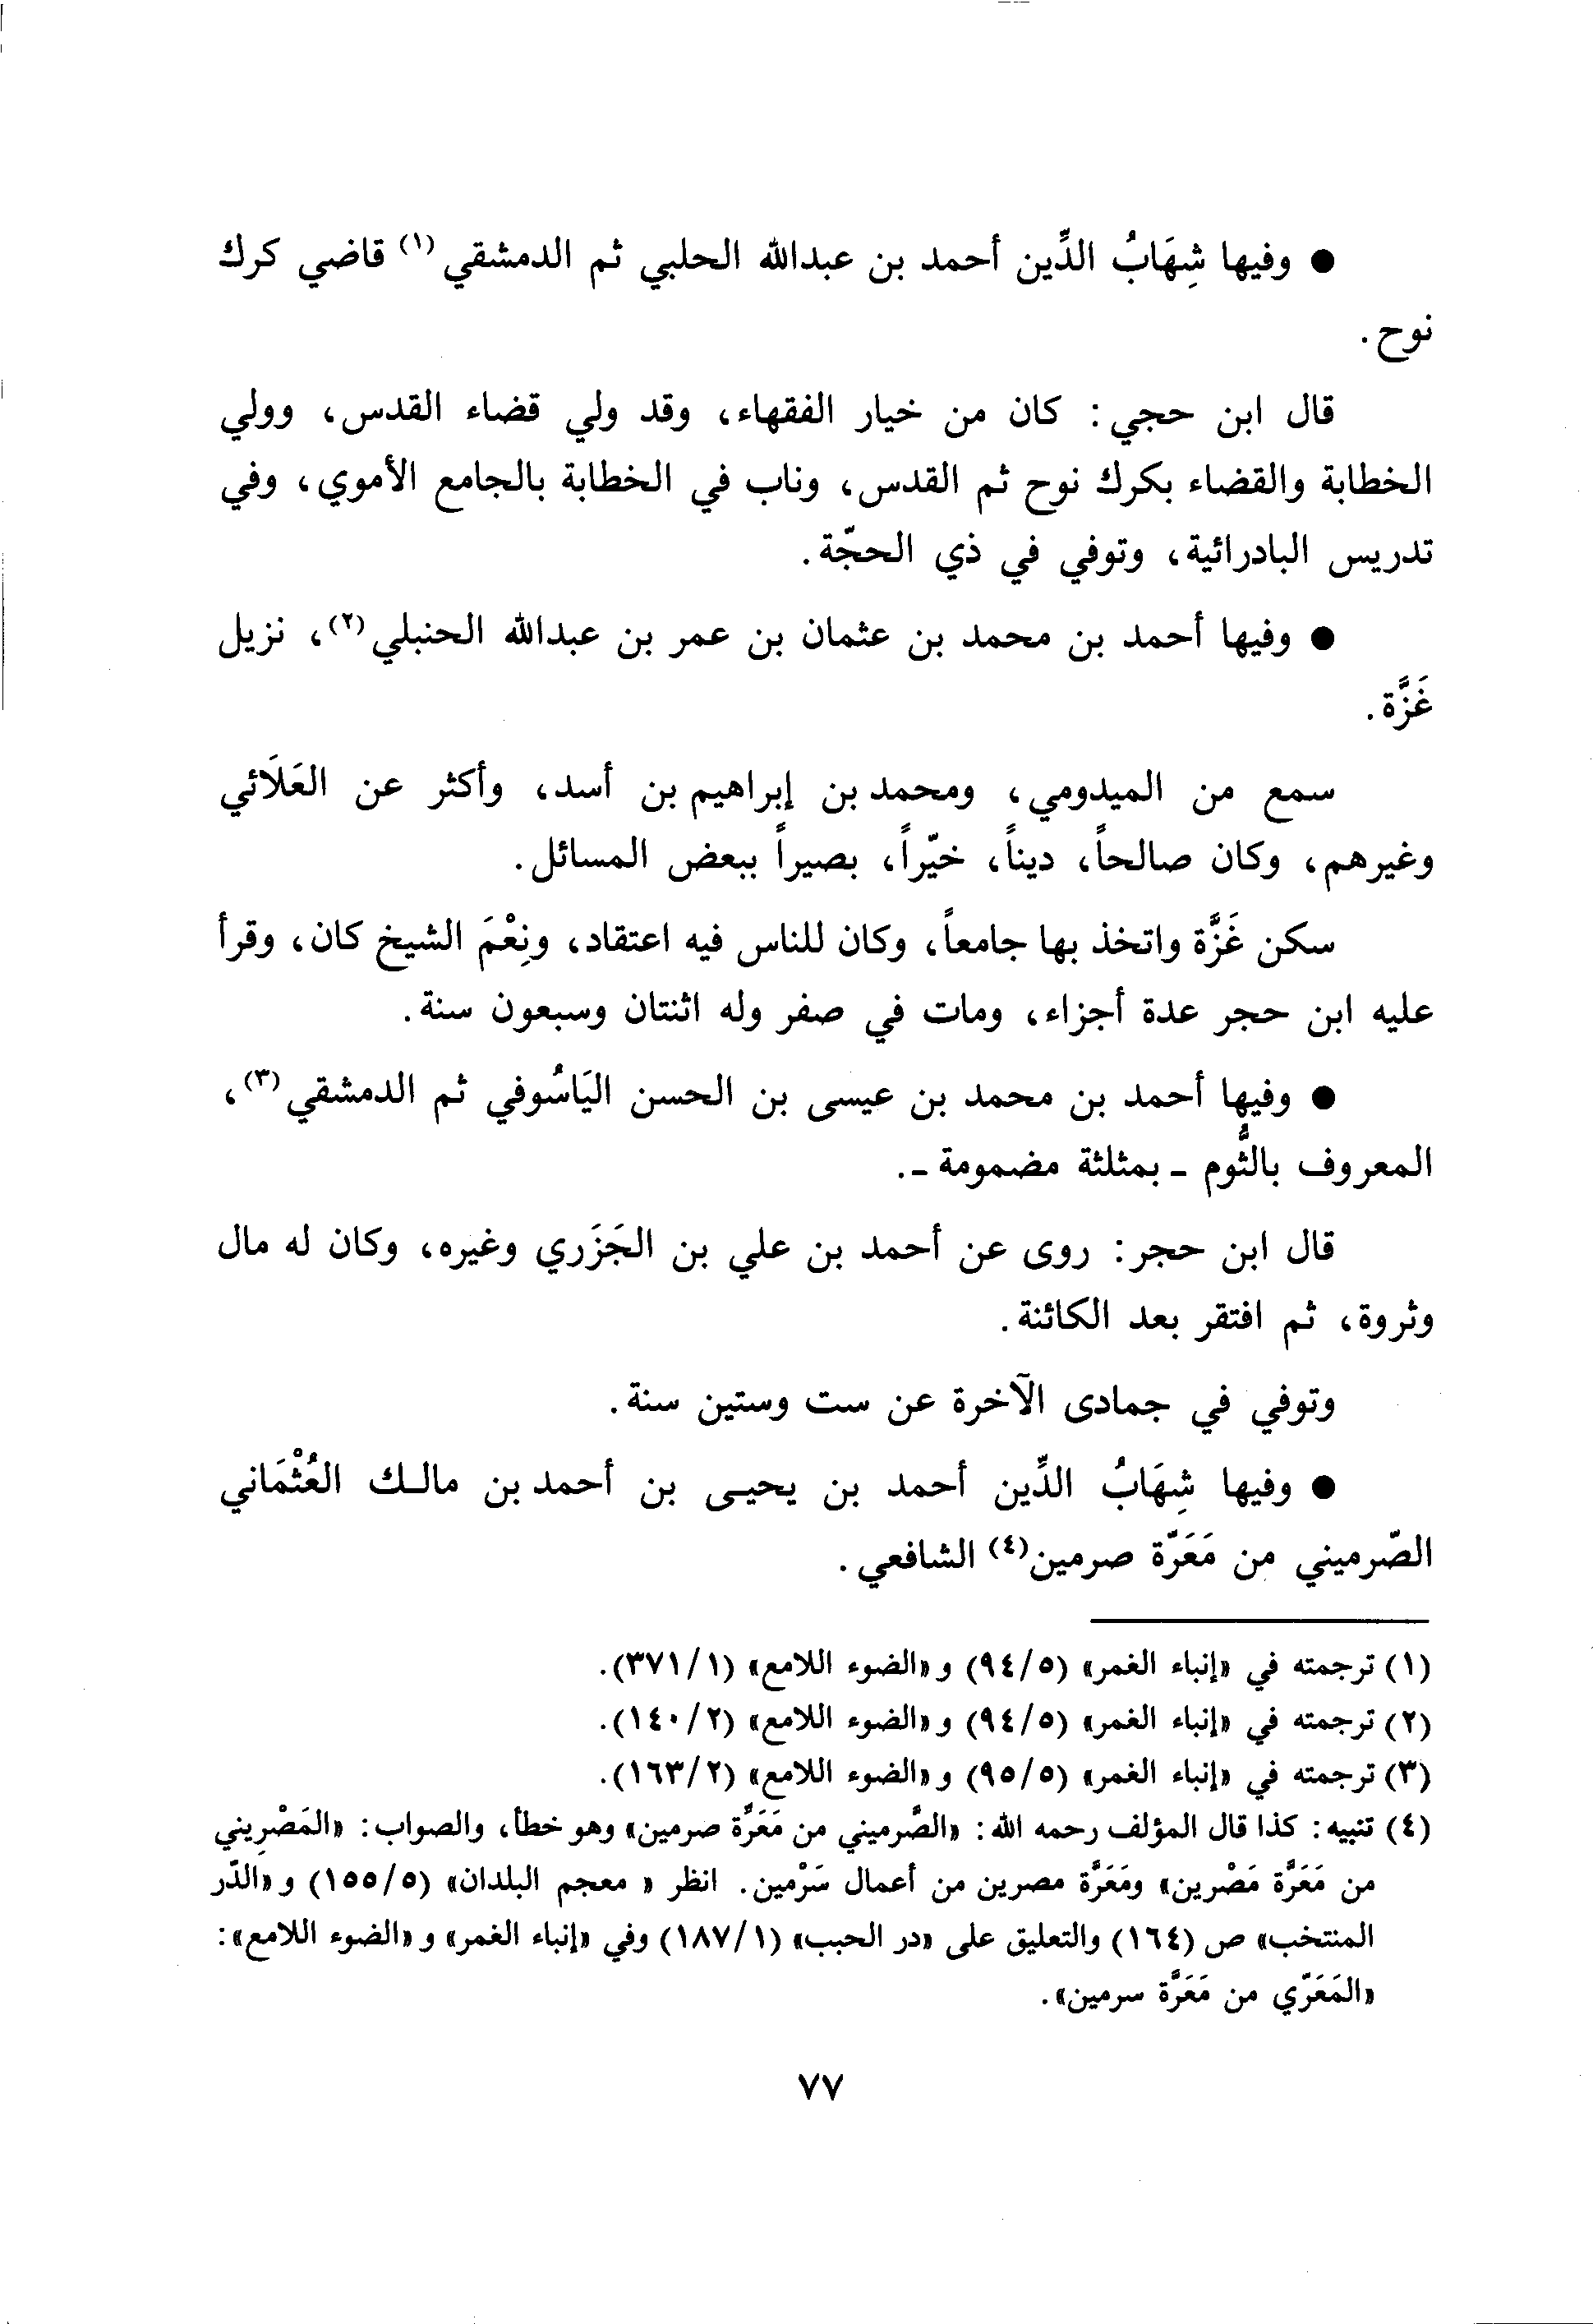 ● وفيها شِهَابُ الدِّين أحمد بن عبدالله الحلبي ثم الدمشقي(١) قاضي كرك
نوح.
قال ابن حجي: كان من خيار الفقهاء، وقد ولي قضاء القدس، وولي
الخطابة والقضاء بكرك نوح ثم القدس، وناب في الخطابة بالجامع الأموي، وفي
تدريس البادرائية، وتوفي في ذي الحجّة.
● وفيها أحمد بن محمد بن عثمان بن عمر بن عبدالله الحنبلي(٢)، نزيل
غَزَّة.
سمع من الميدومي، ومحمد بن إبراهيم بن أسد، وأكثر عن العَلَائي
وغيرهم، وكان صالحاً، ديناً، خيّراً، بصيراً ببعض المسائل.
سكن غَزَّة واتخذ بها جامعاً، وكان للناس فيه اعتقاد، ونِعْمَ الشيخ كان، وقرأ
عليه ابن حجر عدة أجزاء، ومات في صفر وله اثنتان وسبعون سنة.
● وفيها أحمد بن محمد بن عيسى بن الحسن اليَاسُوفي ثم الدمشقي(٣)،
المعروف بالثُّوم - بمثلثة مضمومة -.
قال ابن حجر: روى عن أحمد بن علي بن الجَزَري وغيره، وكان له مال
وثروة، ثم افتقر بعد الكائنة.
وتوفي في جمادى الآخرة عن ست وستين سنة.
● وفيها شِهَابُ الدِّين أحمد بن يحيـى بن أحمد بن مالـك العُثْمَاني
الصّرميني من مَعَرّة صرمين(٤) الشافعي.
(١) ترجمته في «إنباء الغمر» (٩٤/٥) و«الضوء اللامع» (٣٧١/١).
(٢) ترجمته في «إنباء الغمر» (٩٤/٥) و«الضوء اللامع» (١٤٠/٢).
(٣) ترجمته في «إنباء الغمر» (٩٥/٥) و«الضوء اللامع» (١٦٣/٢).
(٤) تنبيه: كذا قال المؤلف رحمه الله: «الصَّرميني من مَعَرَّة صرمين» وهو خطأ، والصواب: «المَصْرِيني
من مَعَرَّة مَصْرين» ومَعَرَّة مصرين من أعمال سَرْمين. انظر « معجم البلدان» (١٥٥/٥) و«الدّر
المنتخب» ص (١٦٤) والتعليق على «در الحبب» (١٨٧/١) وفي «إنباء الغمر» و«الضوء اللامع»:
«المَعَرّي من مَعَرَّة سرمين».
٧٧